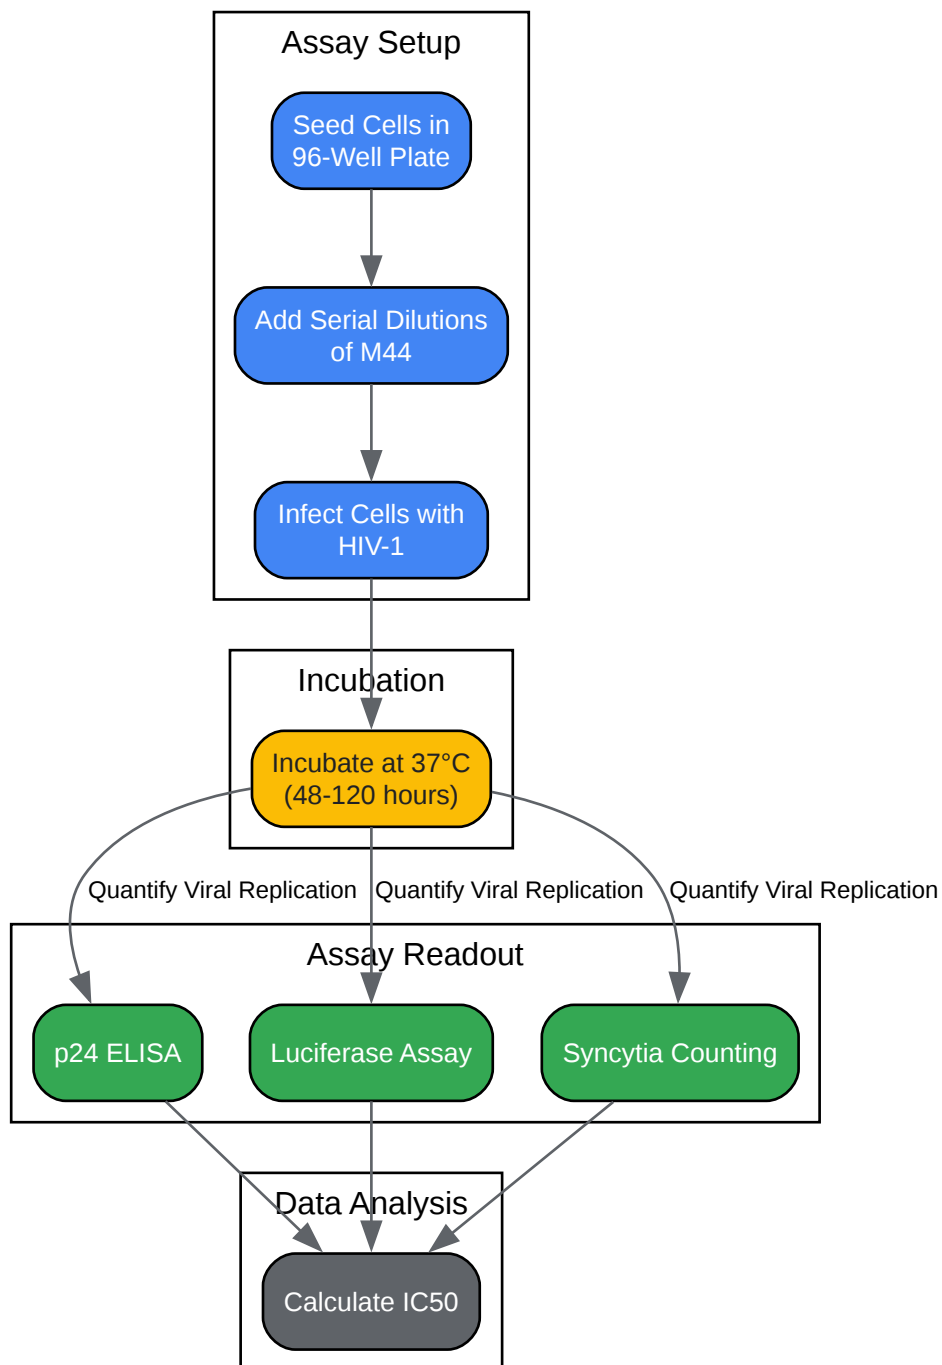 Assay Setup
Seed Cells in
96-Well Plate
Add Serial Dilutions
of M44
Infect Cells with
HIV-1
Incubation
Incubate at 37°C
(48-120 hours)
Quantify Viral Replication
Quantify Viral Replication
Quantify Viral Replication
Assay Readout
p24 ELISA
Luciferase Assay
Syncytia Counting
Data Analysis
Calculate IC50